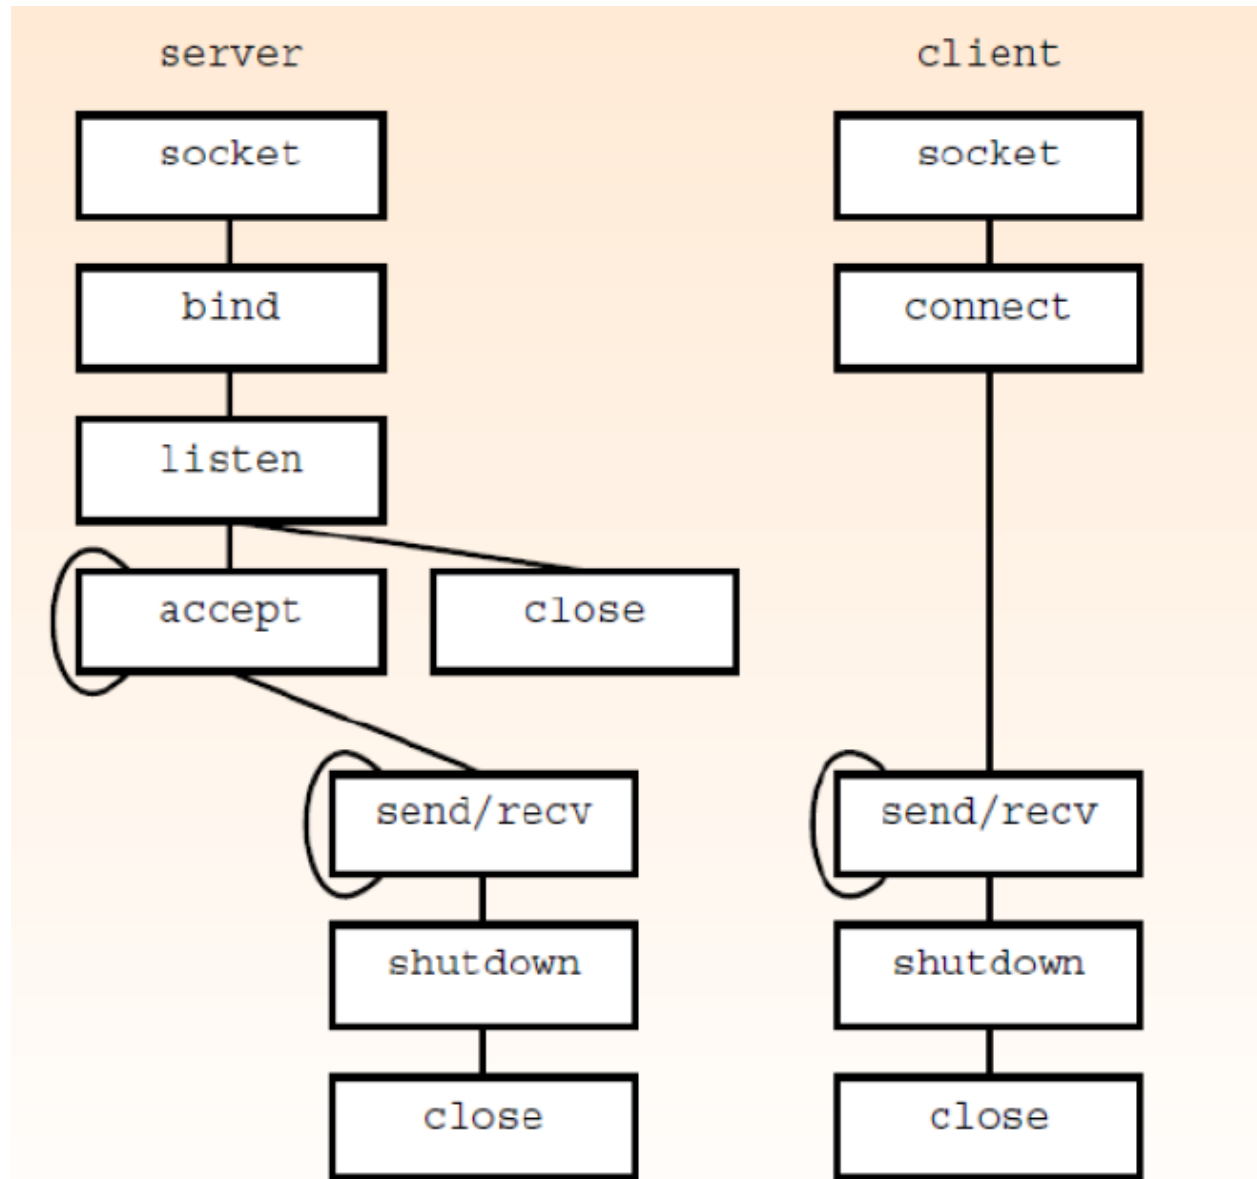 server
client
socket
socket
bind
connect
listen
accept
close
send/recv
send/recv
shutdown
shutdown
close
close